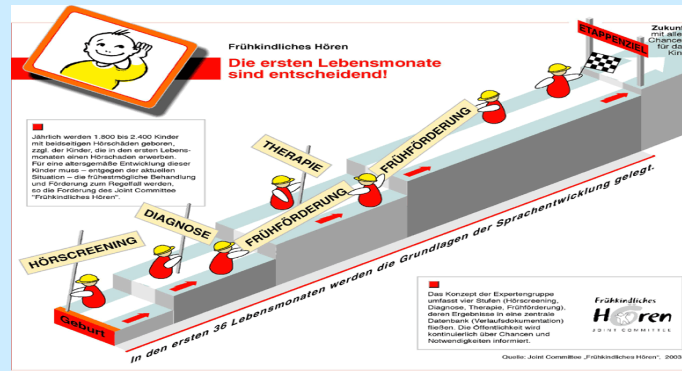 Frühkindliches Hören
Die ersten Lebensmonate
sind entscheidend!
ETAPPENZIEL
Zukun
mit alle
Chance
für da
Kin
Jährlich werden 1.800 bis 2.400 Kinder
mit beidseitigen Hörschäden geboren,
zzgl. der Kinder, die in den ersten Lebens-
monaten einen Hörschaden erwerben.
Für eine altersgemäße Entwicklung dieser
Kinder muss – entgegen der aktuellen
Situation – die frühestmögliche Behandlung
und Förderung zum Regelfall werden,
so die Forderung des Joint Committee
"Frühkindliches Hören".
THERAPIE
FRÜHFÖRDERUNG
DIAGNOSE
FRÜHFÖRDERUNG
HÖRSCREENING
Geburt
In den ersten 36 Lebensmonaten werden die Grundlagen der Sprachentwicklung gelegt.
Das Konzept der Expertengruppe
umfasst vier Stufen (Hörscreening,
Diagnose, Therapie, Frühförderung),
deren Ergebnisse in eine zentrale
Datenbank (Verlaufsdokumentation)
fließen. Die Öffentlichkeit wird
kontinuierlich über Chancen und
Notwendigkeiten informiert.
Frühkindliches
Hören
JOINT COMMITTEE
Quelle: Joint Committee „Frühkindliches Hören", 2003